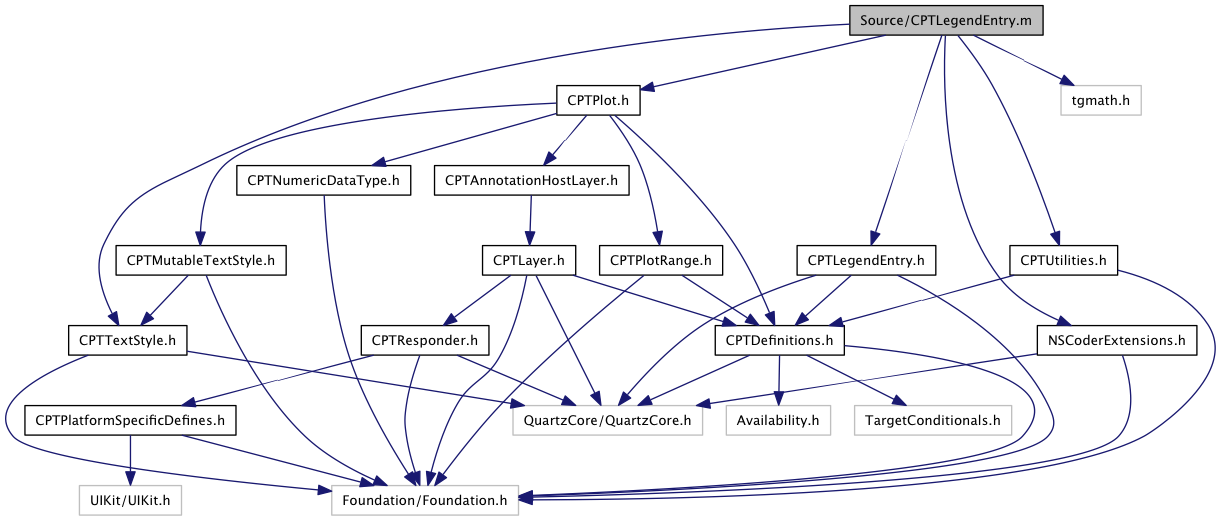 Source/CPTLegendEntry.m
CPTPlot.h
tgmath.h
CPTNumericDataType.h
CPTAnnotationHostLayer.h
CPTMutableTextStyle.h
CPTLayer.h
CPTPlotRange.h
CPTLegendEntry.h
CPTUtilities.h
CPTTextStyle.h
CPTResponder.h
CPTDefinitions.h
NSCoderExtensions.h
CPTPlatformSpecificDefines.h
QuartzCore/QuartzCore.h
Availability.h
TargetConditionals.h
UIKit/UIKit.h
Foundation/Foundation.h